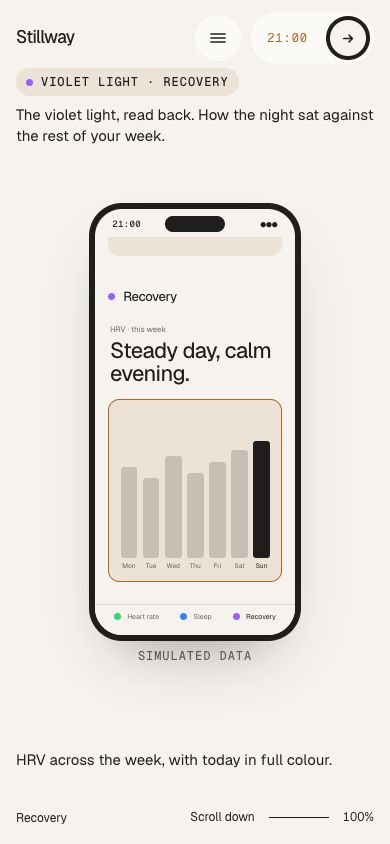 Stillway
21:00
VIOLET LIGHT · RECOVERY
The violet light, read back. How the night sat against
the rest of your week.
21:00
Recovery
HRV · this week
Steady day, calm
evening.
Mon Tue Wed Thu Fri Sat Sun
Heart rate Sleep Recovery
SIMULATED DATA
HRV across the week, with today in full colour.
Recovery Scroll down 100%